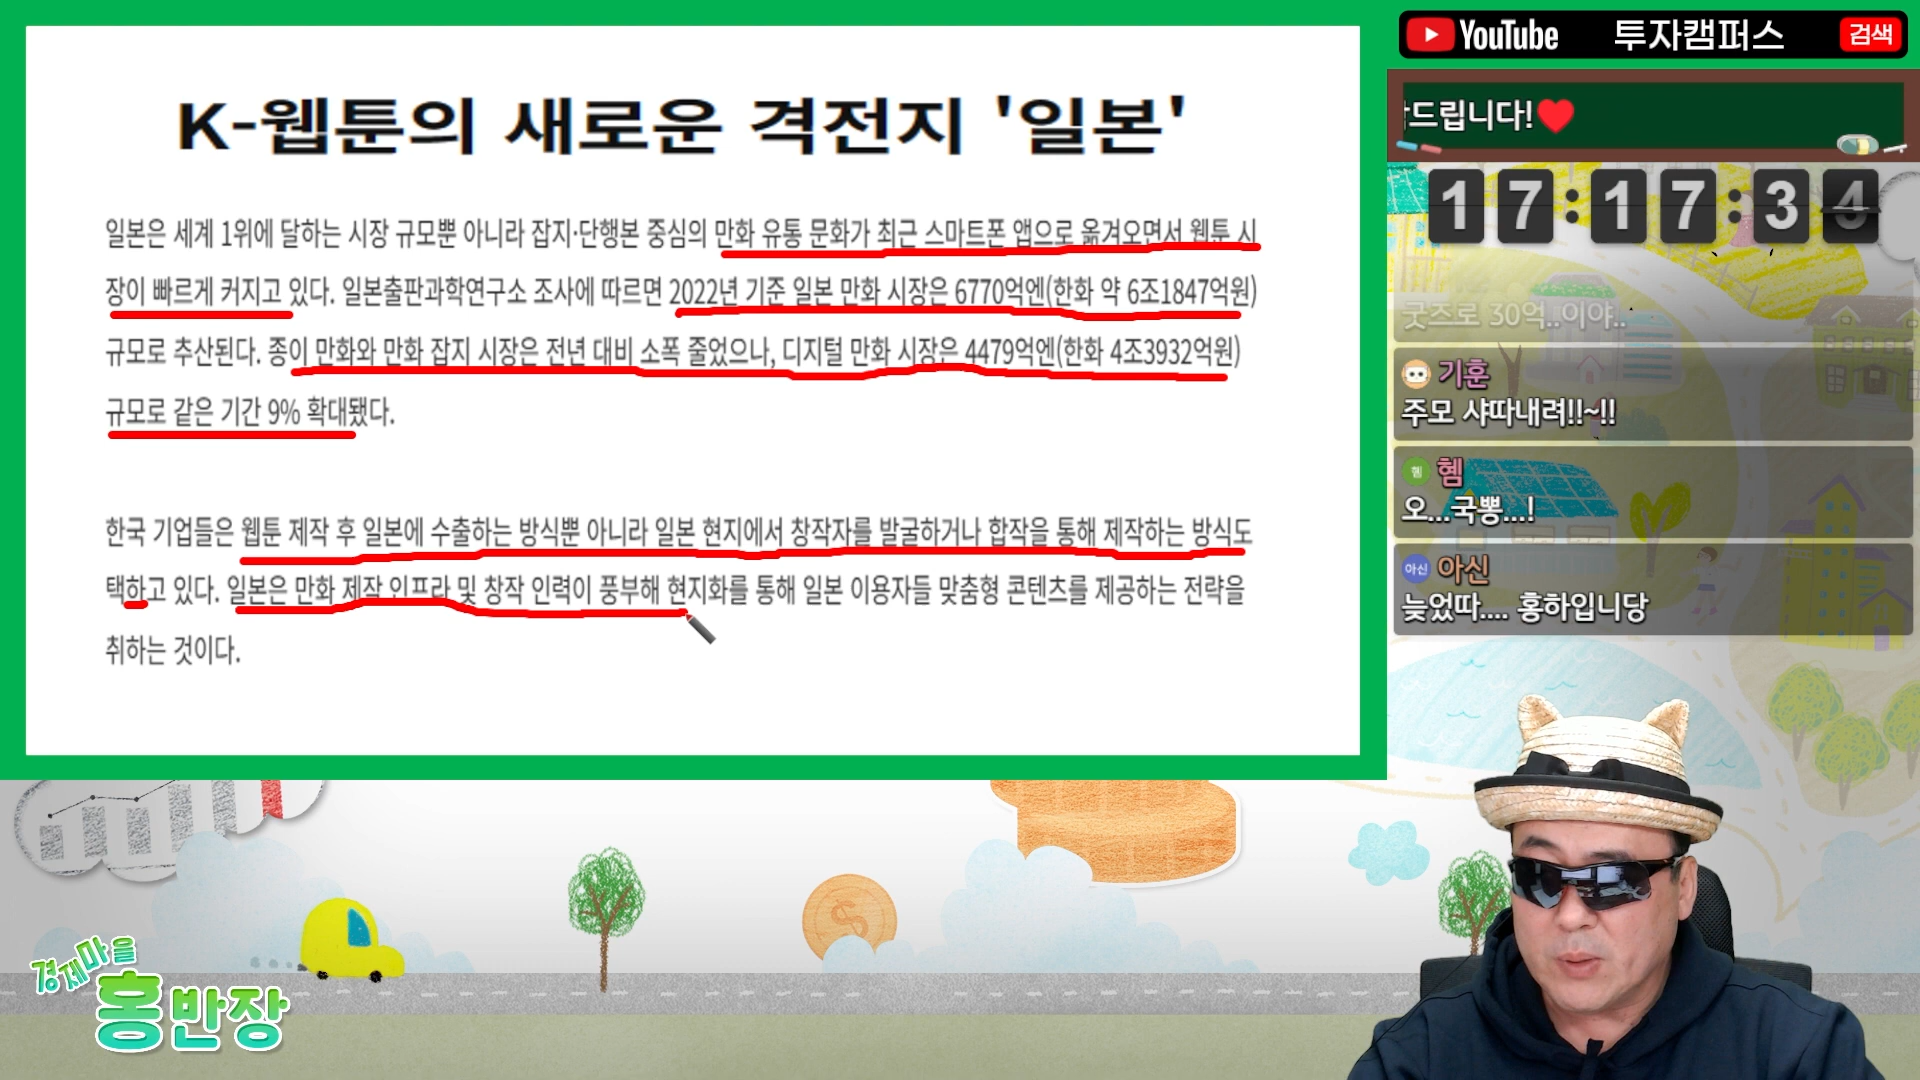 K-웹툰의 새로운 격전지 '일본'
일본은 세계 1위에 달하는 시장 규모뿐 아니라 잡지·단행본 중심의 만화 유통 문화가 최근 스마트폰 앱으로 옮겨오면서 웹툰 시
장이 빠르게 커지고 있다. 일본출판과학연구소 조사에 따르면 2022년 기준 일본 만화 시장은 6770억엔(한화 약 6조1847억원)
규모로 추산된다. 종이 만화와 만화 잡지 시장은 전년 대비 소폭 줄었으나, 디지털 만화 시장은 4479억엔(한화 4조3932억원)
규모로 같은 기간 9% 확대됐다.
한국 기업들은 웹툰 제작 후 일본에 수출하는 방식뿐 아니라 일본 현지에서 창작자를 발굴하거나 합작을 통해 제작하는 방식도
택하고 있다. 일본은 만화 제작 인프라 및 창작 인력이 풍부해 현지화를 통해 일본 이용자들 맞춤형 콘텐츠를 제공하는 전략을
취하는 것이다.
YouTube 투자캠퍼스 검색
드립니다!❤
17:17:34
굿즈로 30억..이야..
기훈
주모 샤따내려!!~!!
헴 헴
오...국뽕...!
아신 아신
늦었따.... 홍하입니당
경제마을
홍반장